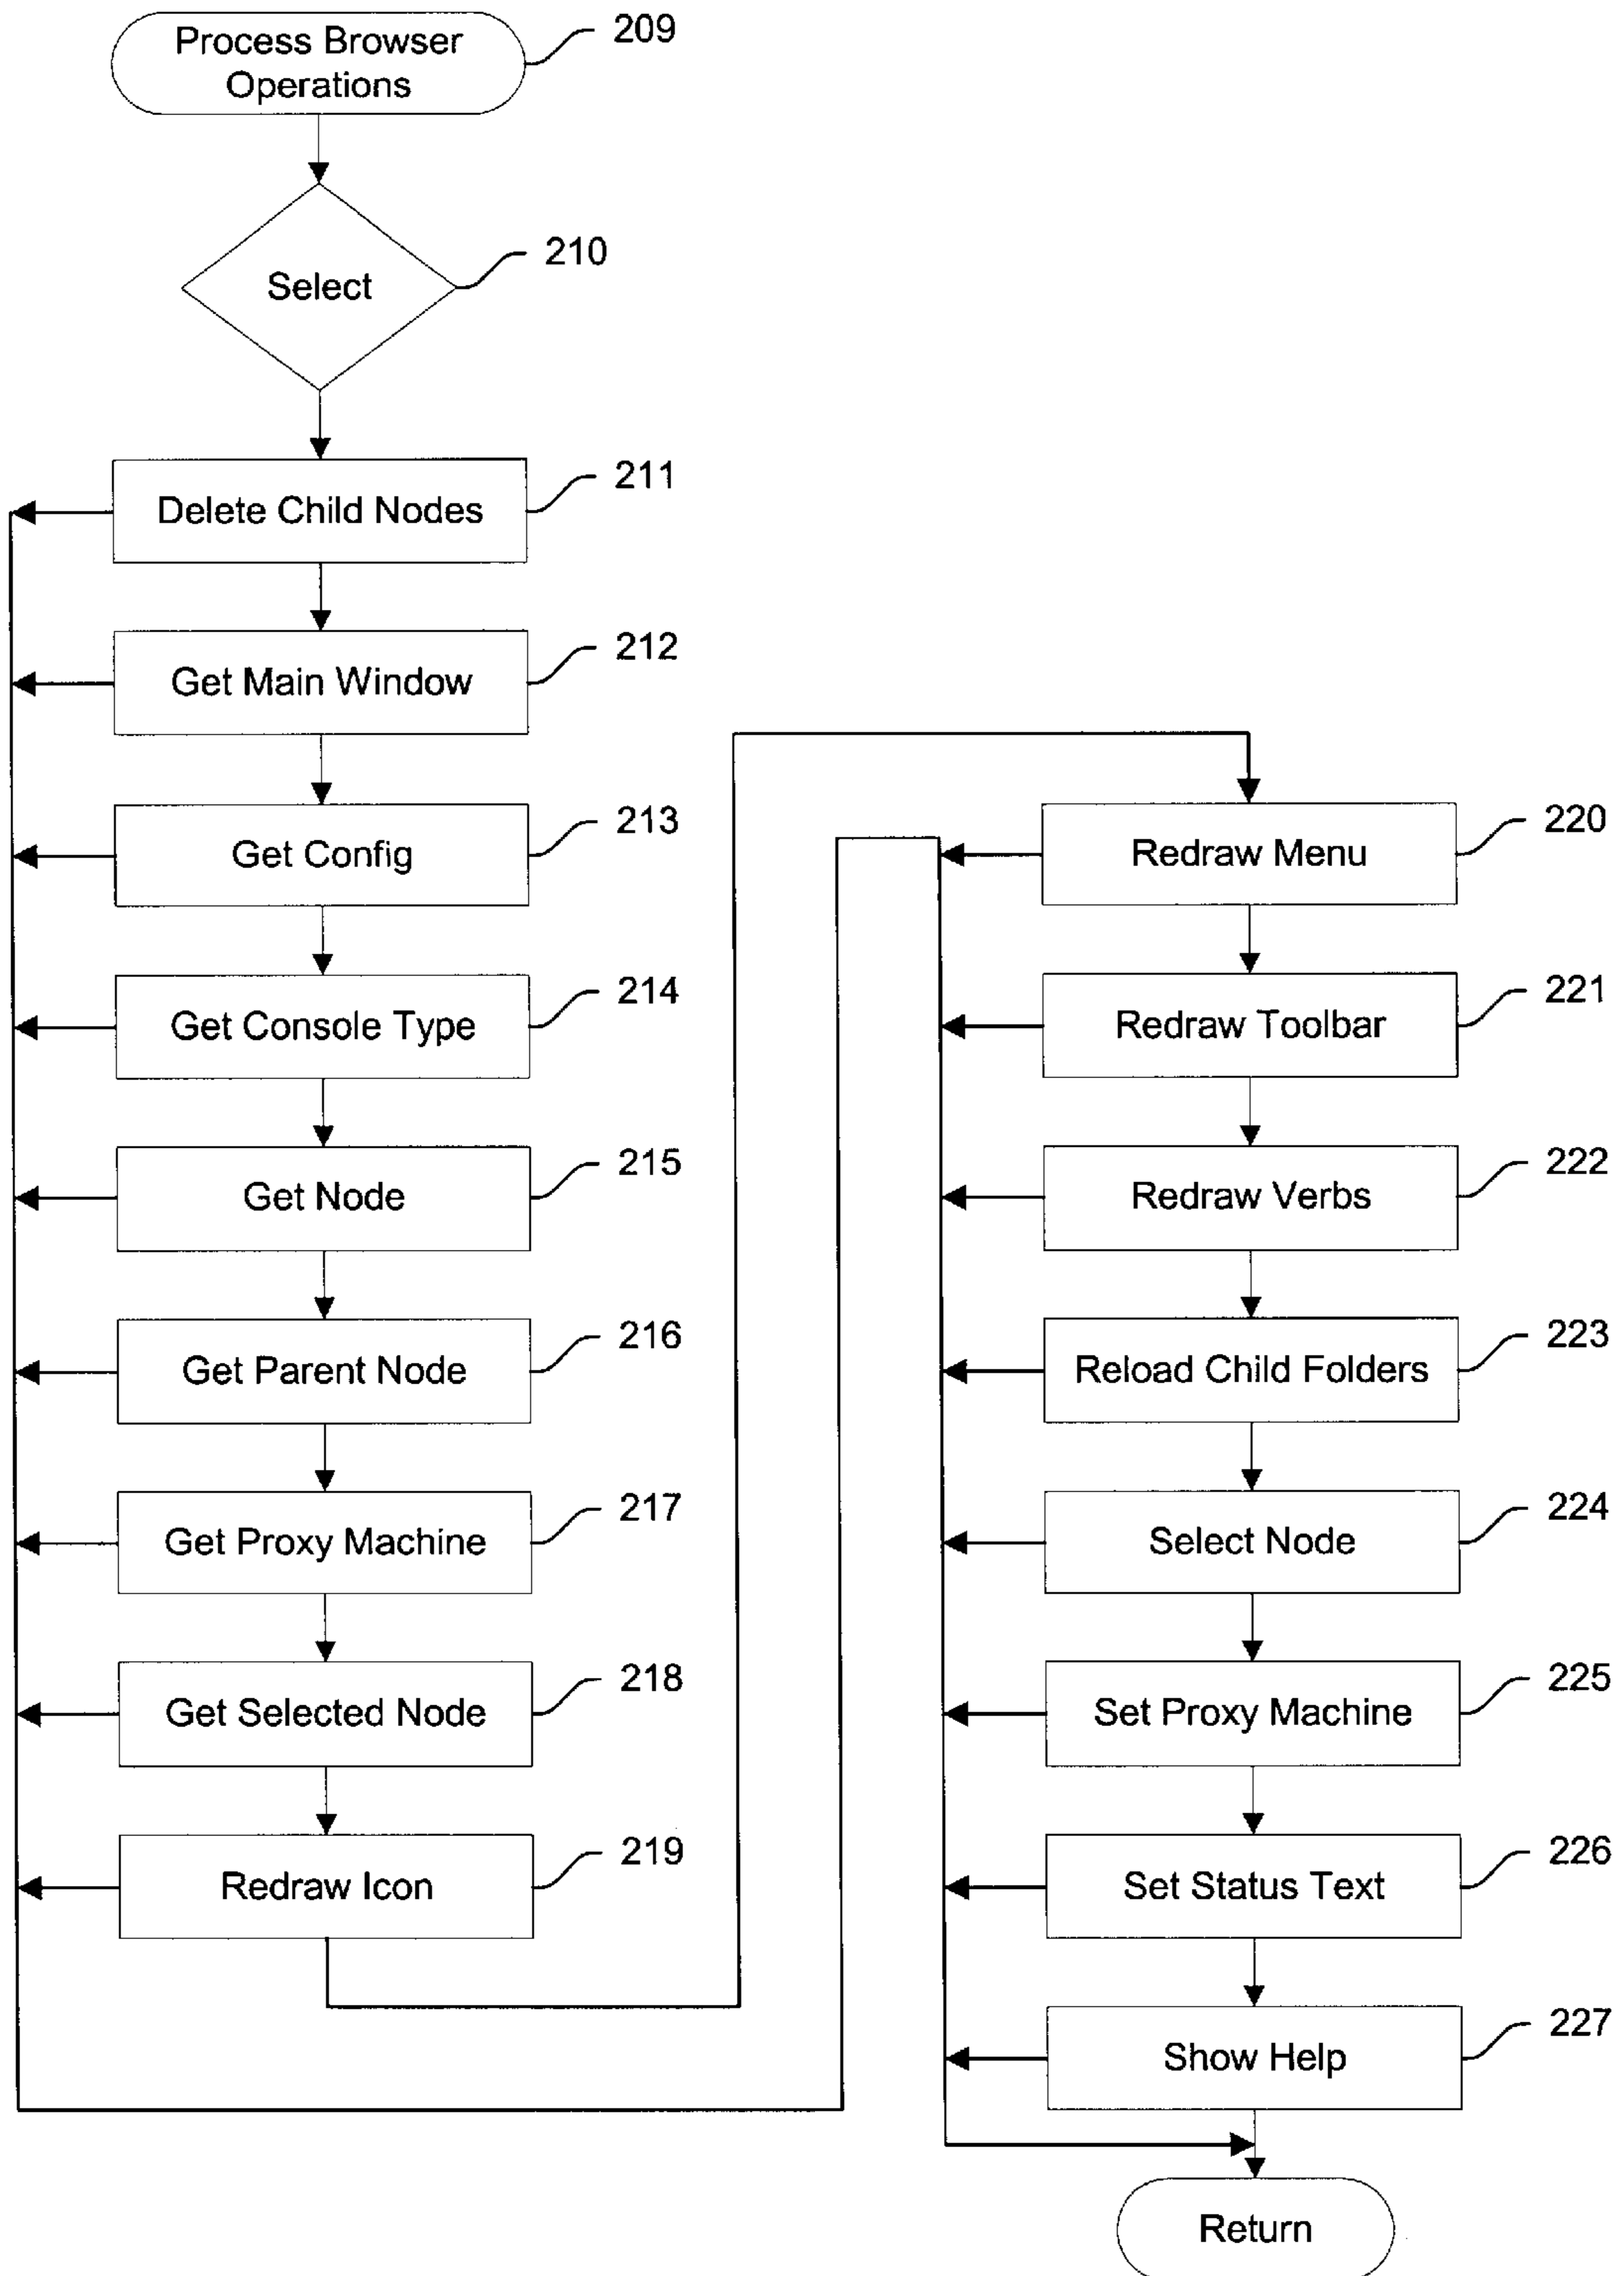 Process Browser
Operations
209
Select
210
Delete Child Nodes
211
Get Main Window
212
Get Config
213
Get Console Type
214
Get Node
215
Get Parent Node
216
Get Proxy Machine
217
Get Selected Node
218
Redraw Icon
219
Redraw Menu
220
Redraw Toolbar
221
Redraw Verbs
222
Reload Child Folders
223
Select Node
224
Set Proxy Machine
225
Set Status Text
226
Show Help
227
Return